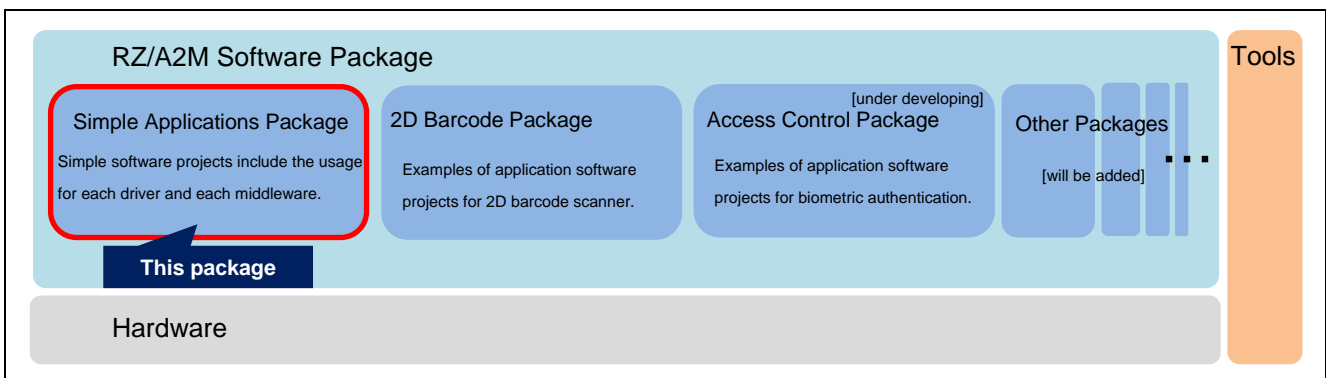 RZ/A2M Software Package
Tools
Simple Applications Package
Simple software projects include the usage
for each driver and each middleware.
This package
2D Barcode Package
Examples of application software
projects for 2D barcode scanner.
[under developing]
Access Control Package
Examples of application software
projects for biometric authentication.
Other Packages
...
[will be added]
Hardware